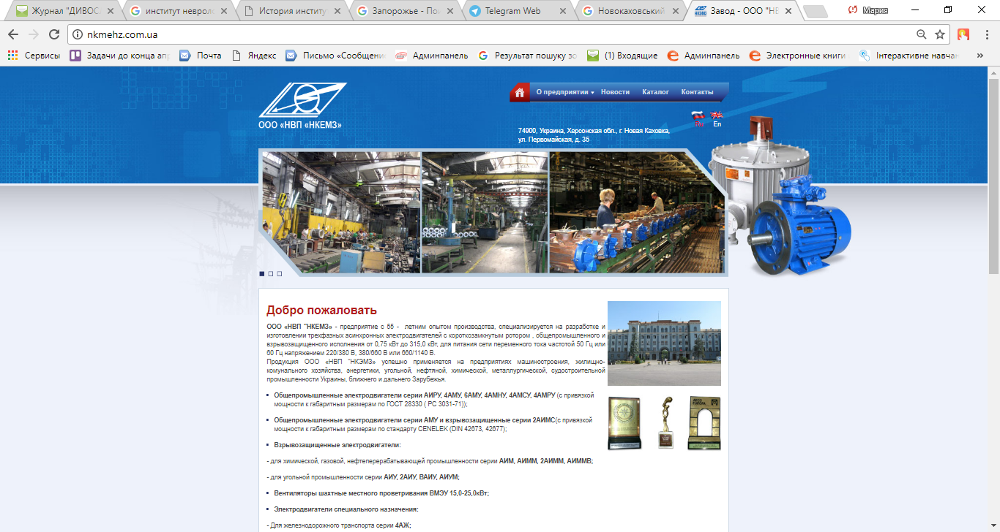 Журнал "ДИВОС
институт невроло
История институ
Запорожье - По
Telegram Web
Новокаховський
Завод - ООО "НЕ
Мария
nkmehz.com.ua
Сервисы
Задачи до конца апр
Почта
Яндекс
Письмо «Сообщени
Админпанель
Результат пошуку зо
(1) Входящие
Админпанель
Электронные книги
Інтерактивне навчан
»
О предприятии
Новости
Каталог
Контакты
ООО «НВП «НКЕМЗ»
Ru
En
74900, Украина, Херсонская обл., г. Новая Каховка,
ул. Первомайская, д. 35
Добро пожаловать
ООО «НВП "НКЕМЗ» - предприятие с 55 - летним опытом производства, специализируется на разработке и
изготовлении трехфазных асинхронных электродвигателей с короткозамкнутым ротором , общепромышленного и
взрывозащищенного исполнения от 0,75 кВт до 315,0 кВт, для питания сети переменного тока частотой 50 Гц или
60 Гц напряжением 220/380 В, 380/660 В или 660/1140 В.
Продукция ООО «НВП "НКЭМЗ» успешно применяется на предприятиях машиностроения, жилищно-
комунального хозяйства, энергетики, угольной, нефтяной, химической, металлургической, судостроительной
промышленности Украины, ближнего и дальнего Зарубежья.
Общепромышленные электродвигатели серии АИРУ, 4АМУ, 6АМУ, 4АМНУ, 4АМСУ, 4АМРУ (с привязкой
мощности к габаритным размерам по ГОСТ 28330 ( РС 3031-71));
Общепромышленные электродвигатели серии АМУ и взрывозащищенные серии 2АИМС(с привязкой
мощности к габаритным размерам по стандарту CENELEK (DIN 42673, 42677);
Взрывозащищенные электродвигатели:
- для химической, газовой, нефтеперерабатывающей промышленности серии АИМ, АИММ, 2АИММ, АИММВ;
- для угольной промышленности серии АИУ, 2АИУ, ВАИУ, АИУМ;
Вентиляторы шахтные местного проветривания ВМЭУ 15,0-25,0кВт;
Электродвигатели специального назначения:
- Для железнодорожного транспорта серии 4АЖ;